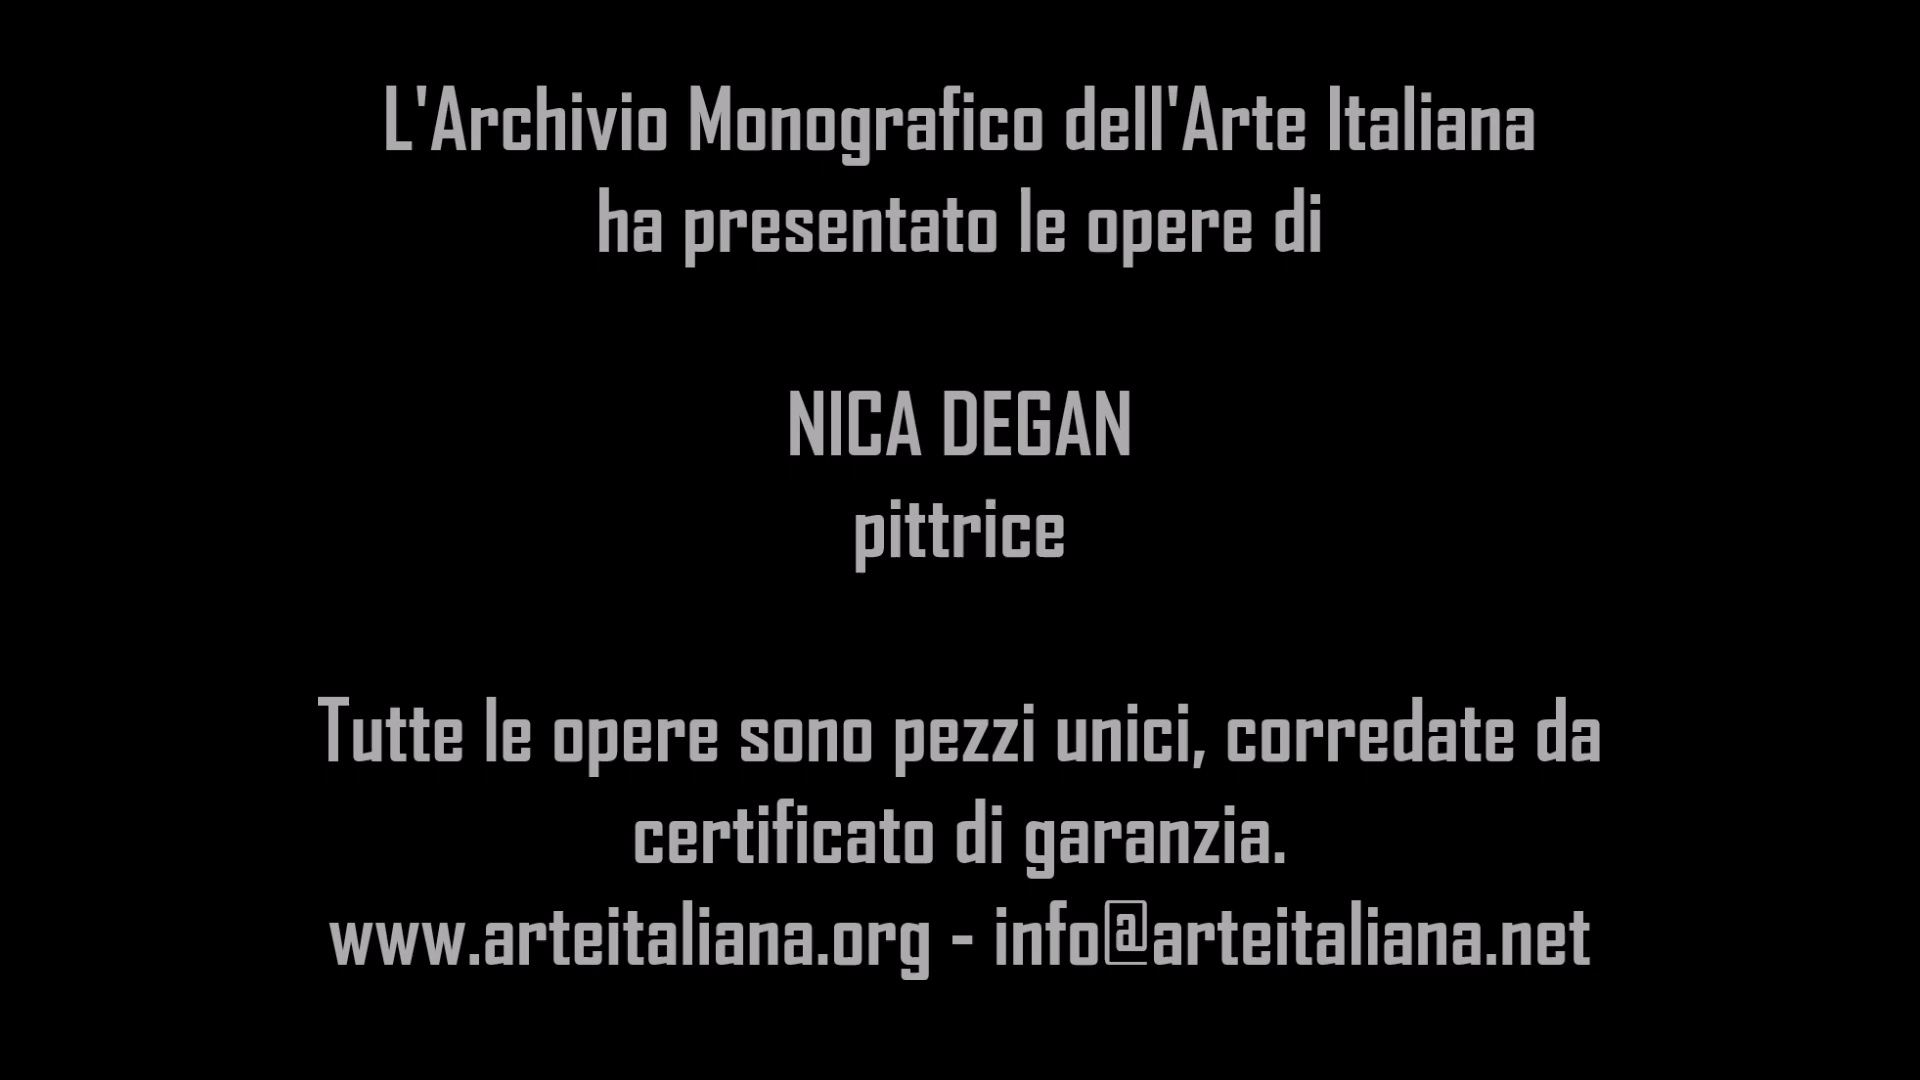 L'Archivio Monografico dell'Arte Italiana
ha presentato le opere di
NICA DEGAN
pittrice
Tutte le opere sono pezzi unici, corredate da
certificato di garanzia.
www.arteitaliana.org - info@arteitaliana.net